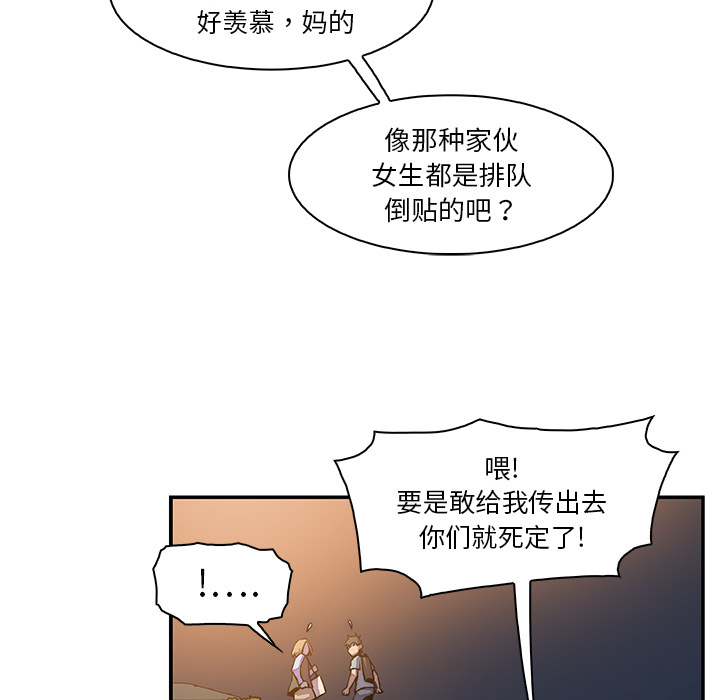 好羡慕，妈的
像那种家伙
女生都是排队
倒贴的吧？
喂!
要是敢给我传出去
你们就死定了!
!....